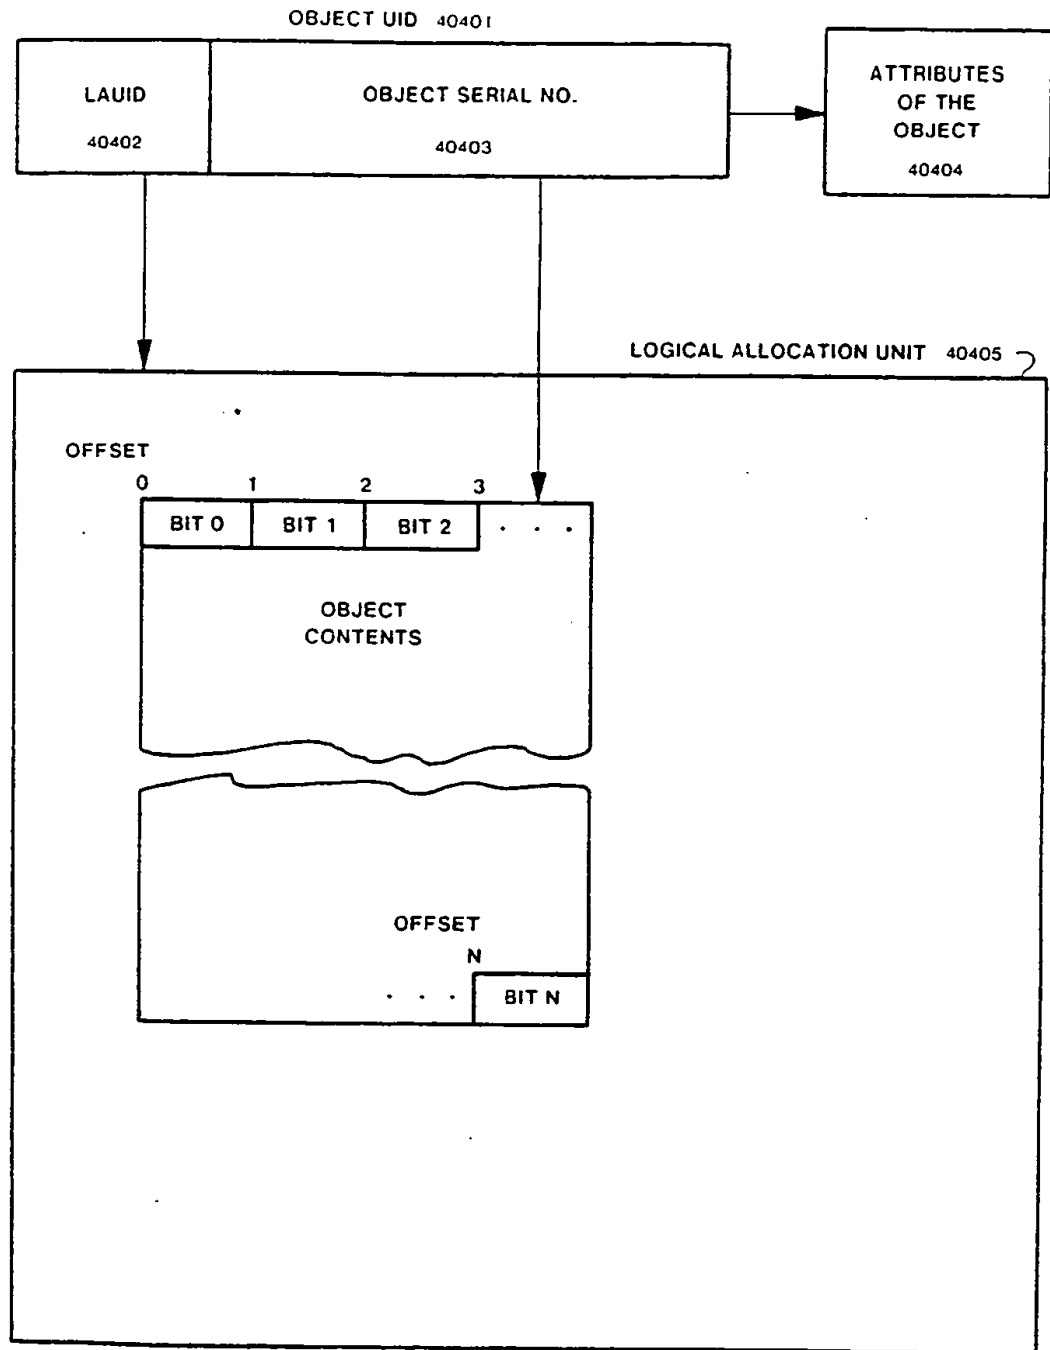 OBJECT UID 40401
LAUID
40402
OBJECT SERIAL NO.
40403
ATTRIBUTES
OF THE
OBJECT
40404
LOGICAL ALLOCATION UNIT 40405
OFFSET
0 1 2 3
BIT 0 BIT 1 BIT 2 . . .
OBJECT
CONTENTS
OFFSET
N
. . . BIT N